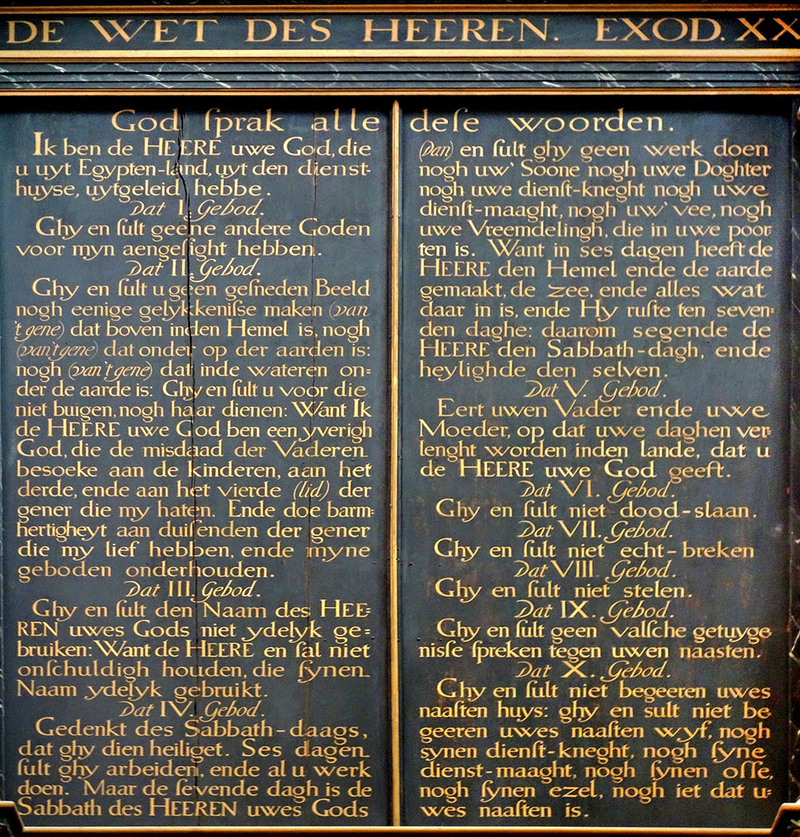 DE WET DES HEEREN. EXOD. XX
God ſprak alle deſe woorden.
Ik ben de HEERE uwe God, die
u uyt Egypten-land, uyt den dienst-
huyse, uytgeleid hebbe.
Dat I. Gebod.
Ghy en ſult geene andere Goden
voor myn aengeſight hebben.
Dat II. Gebod.
Ghy en ſult u geen geſneden Beeld
nogh eenige gelykkeniſse maken (van
't gene) dat boven inden Hemel is, nogh
(van't gene) dat onder op der aarden is:
nogh (van't gene) dat inde wateren on=
der de aarde is: Ghy en ſult u voor die
niet buigen, nogh haar dienen: Want Ik
de HEERE uwe God ben een yverigh
God, die de misdaad der Vaderen
besoeke aan de kinderen, aan het
derde, ende aan het vierde (lid) der
gener die my haten. Ende doe barm=
hertigheyt aan duiſenden der gener
die my lief hebben, ende myne
geboden onderhouden.
Dat III. Gebod.
Ghy en ſult den Naam des HEE=
REN uwes Gods niet ydelyk ge=
bruiken: Want de HEERE en ſal niet
onſchuldigh houden, die ſynen
Naam ydelyk gebruikt.
Dat IV. Gebod.
Gedenkt des Sabbath-daags,
dat ghy dien heiliget. Ses dagen
ſult ghy arbeiden, ende al u werk
doen. Maar de ſevende dagh is de
Sabbath des HEEREN uwes Gods
(Dan) en ſult ghy geen werk doen
nogh uw' Soone nogh uwe Doghter
nogh uwe dienſt-kneght nogh uwe
dienſt-maaght, nogh uw' vee, nogh
uwe Vreemdelingh, die in uwe poor
ten is. Want in ses dagen heeft de
HEERE den Hemel ende de aarde
gemaakt, de zee, ende alles wat
daar in is, ende Hy ruſte ten seven=
den daghe: daarom segende de
HEERE den Sabbath-dagh, ende
heylighde den selven.
Dat V. Gebod.
Eert uwen Vader ende uwe
Moeder, op dat uwe daghen ver=
lenght worden inden lande, dat u
de HEERE uwe God geeft.
Dat VI. Gebod.
Ghy en ſult niet dood-slaan.
Dat VII. Gebod.
Ghy en ſult niet echt-breken
Dat VIII. Gebod.
Ghy en ſult niet stelen.
Dat IX. Gebod.
Ghy en ſult geen valſche getuyge
niſse ſpreken tegen uwen naasten.
Dat X. Gebod.
Ghy en ſult niet begeeren uwes
naaſten huys: ghy en sult niet be
geeren uwes naaſten wyf, nogh
synen dienſt-kneght, nogh ſyne
dienst-maaght, nogh ſynen oſſe,
nogh ſynen ezel, nogh iet dat u=
wes naaſten is.